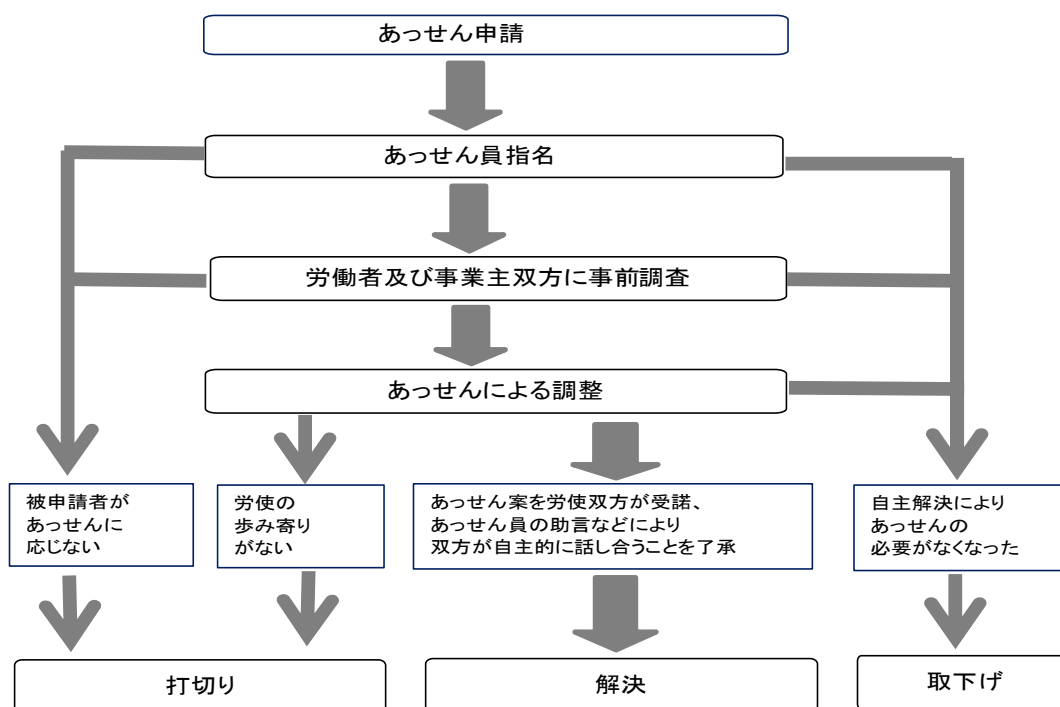 あっせん申請
あっせん員指名
労働者及び事業主双方に事前調査
あっせんによる調整
被申請者が
あっせんに
応じない
労使の
歩み寄り
がない
あっせん案を労使双方が受諾、
あっせん員の助言などにより
双方が自主的に話し合うことを了承
自主解決により
あっせんの
必要がなくなった
打切り
解決
取下げ